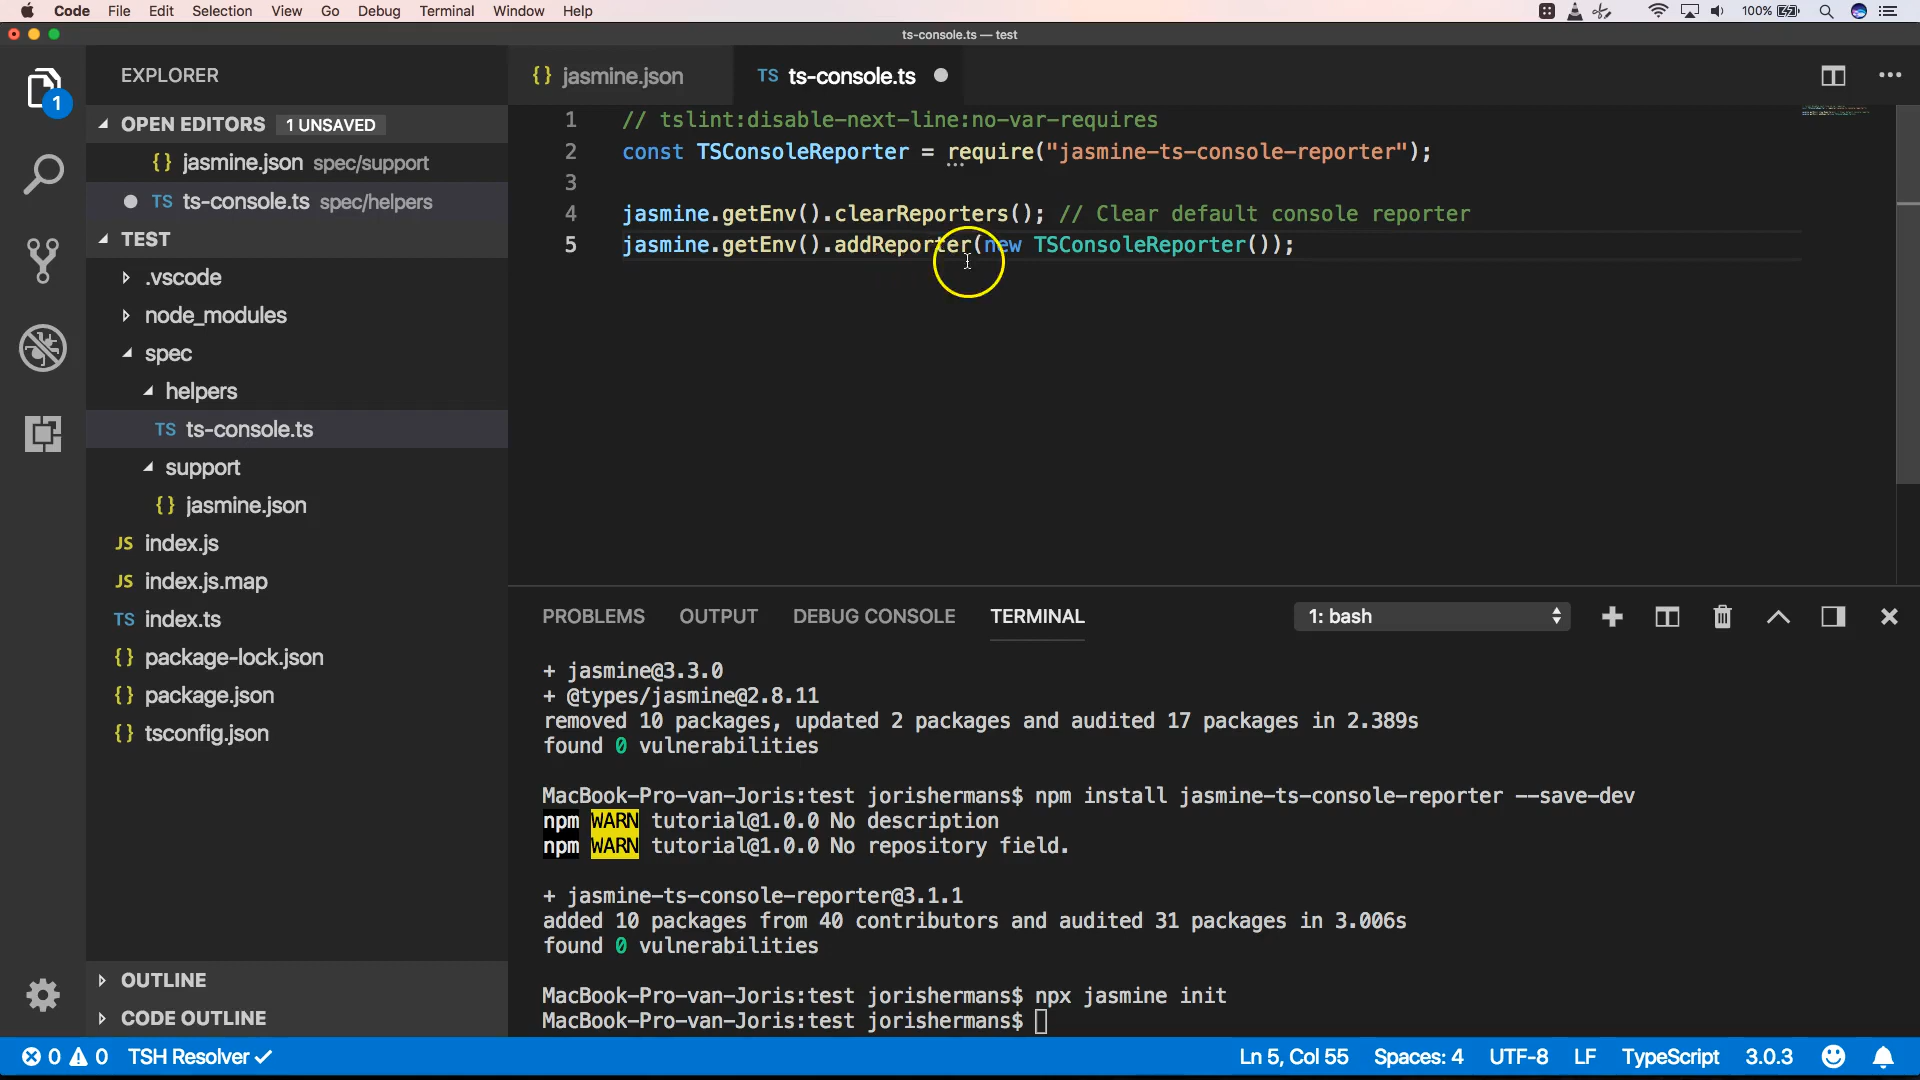 Code File Edit Selection View Go Debug Terminal Window Help 100%
ts-console.ts — test
EXPLORER
1
OPEN EDITORS 1 UNSAVED
{} jasmine.json spec/support
TS ts-console.ts spec/helpers
TEST
.vscode
node_modules
spec
helpers
TS ts-console.ts
support
{} jasmine.json
JS index.js
JS index.js.map
TS index.ts
{} package-lock.json
{} package.json
{} tsconfig.json
OUTLINE
CODE OUTLINE
{} jasmine.json TS ts-console.ts
1 // tslint:disable-next-line:no-var-requires
2 const TSConsoleReporter = require("jasmine-ts-console-reporter");
3
4 jasmine.getEnv().clearReporters(); // Clear default console reporter
5 jasmine.getEnv().addReporter(new TSConsoleReporter());
PROBLEMS OUTPUT DEBUG CONSOLE TERMINAL 1: bash
+ jasmine@3.3.0
+ @types/jasmine@2.8.11
removed 10 packages, updated 2 packages and audited 17 packages in 2.389s
found 0 vulnerabilities
MacBook-Pro-van-Joris:test jorishermans$ npm install jasmine-ts-console-reporter --save-dev
npm WARN tutorial@1.0.0 No description
npm WARN tutorial@1.0.0 No repository field.
+ jasmine-ts-console-reporter@3.1.1
added 10 packages from 40 contributors and audited 31 packages in 3.006s
found 0 vulnerabilities
MacBook-Pro-van-Joris:test jorishermans$ npx jasmine init
MacBook-Pro-van-Joris:test jorishermans$
0 0 TSH Resolver Ln 5, Col 55 Spaces: 4 UTF-8 LF TypeScript 3.0.3